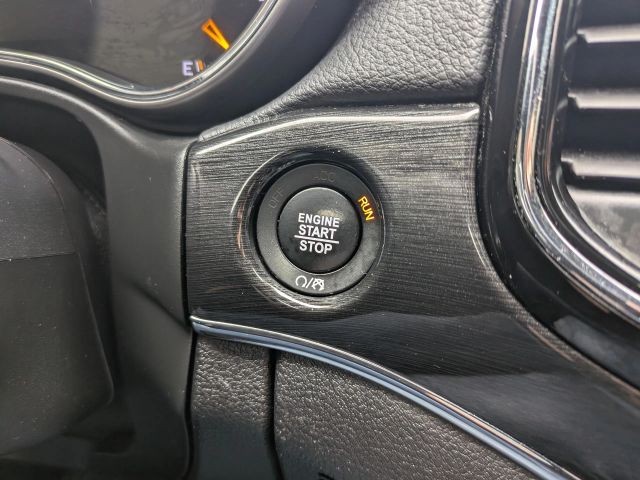 E
OFF ACC RUN
ENGINE
START
STOP